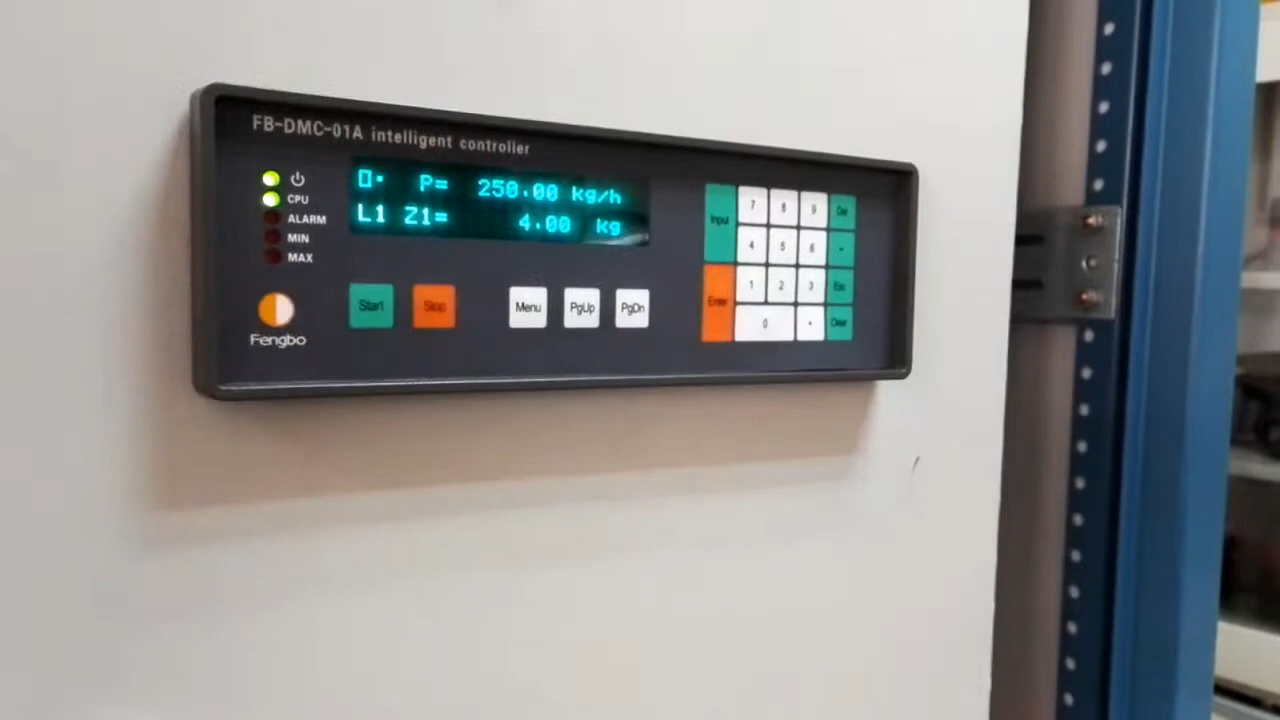 FB-DMC-01A intelligent controller
CPU
ALARM
MIN
MAX
P= 250.00 kg/h
L1 Z1= 4.00 kg
Fengbo
Start Stop Menu PgUp PgDn
Input 7 8 9 Del
4 5 6 -
Enter 1 2 3 Esc
0 . Clear